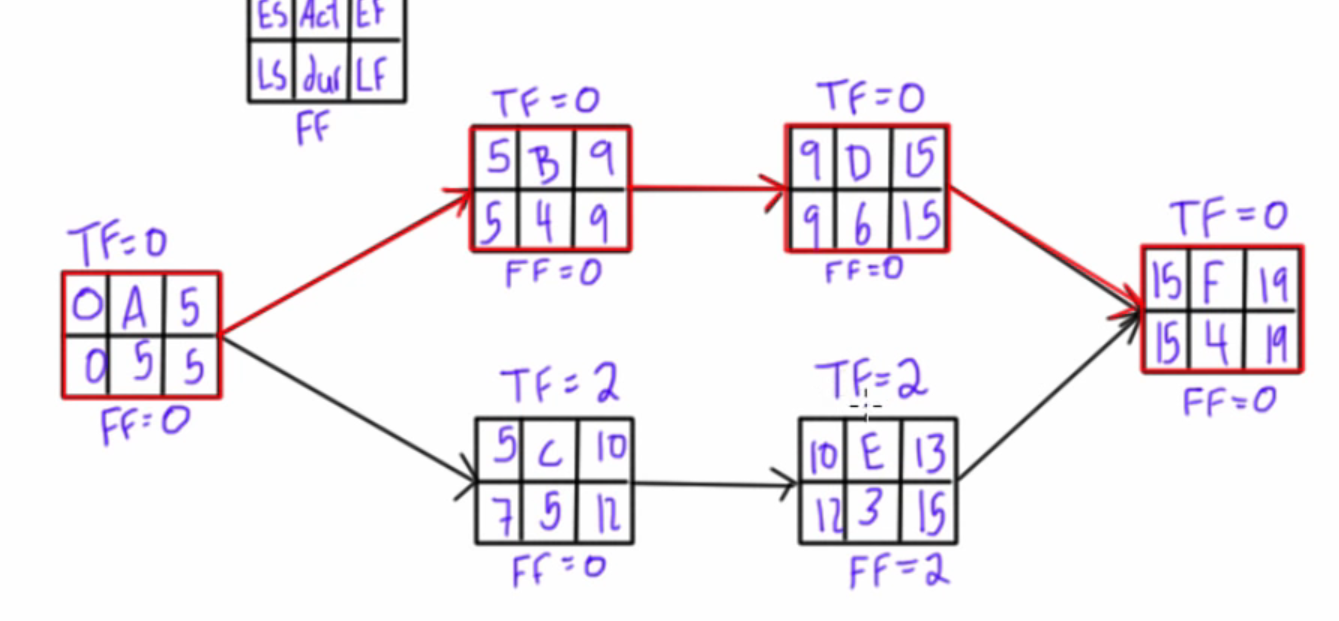 ES Act EF
LS dur LF
FF
TF=0
5 B 9
5 4 9
FF=0
TF=0
9 D 15
9 6 15
FF=0
TF=0
0 A 5
0 5 5
FF=0
TF=0
15 F 19
15 4 19
FF=0
TF=2
5 C 10
7 5 12
FF=0
TF=2
10 E 13
12 3 15
FF=2